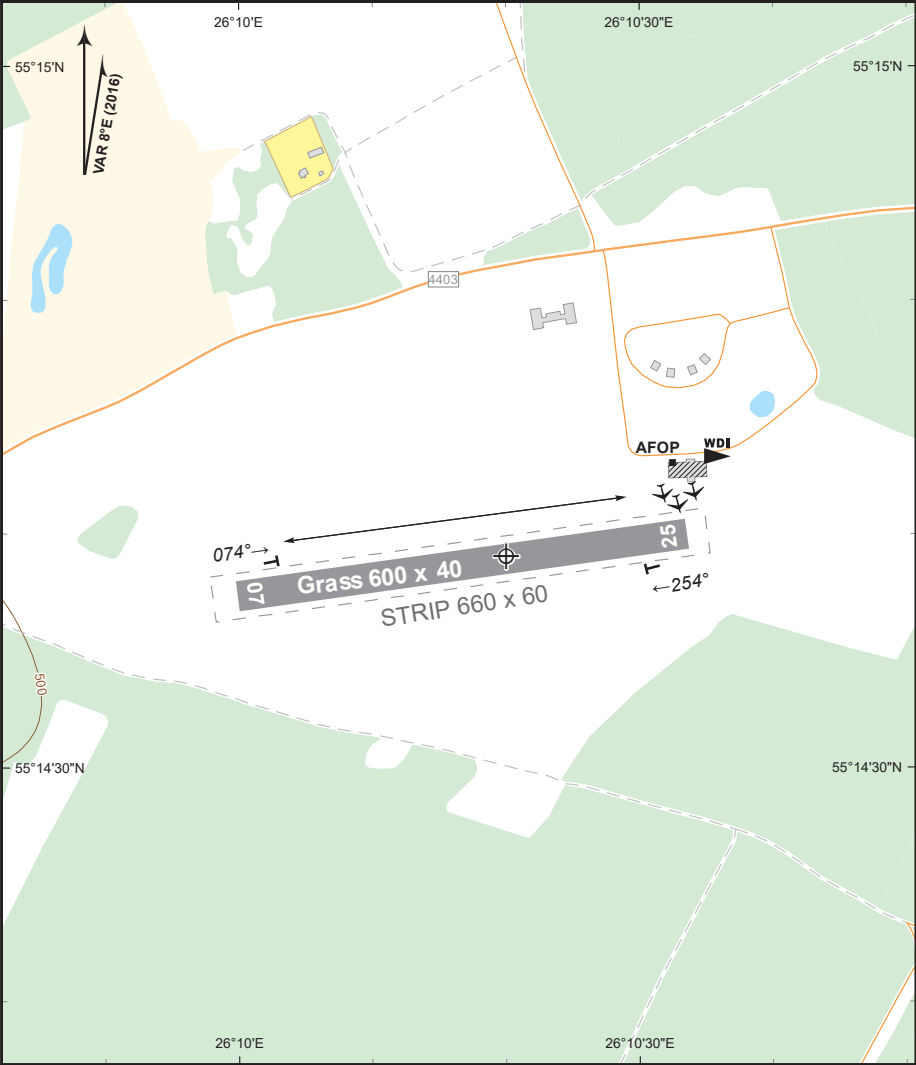 26°10'E
26°10'30"E
55°15'N
55°15'N
VAR 8°E (2016)
4403
AFOP
WDI
074°→
25
07
Grass 600 x 40
STRIP 660 x 60
←254°
500
55°14'30"N
55°14'30"N
26°10'E
26°10'30"E